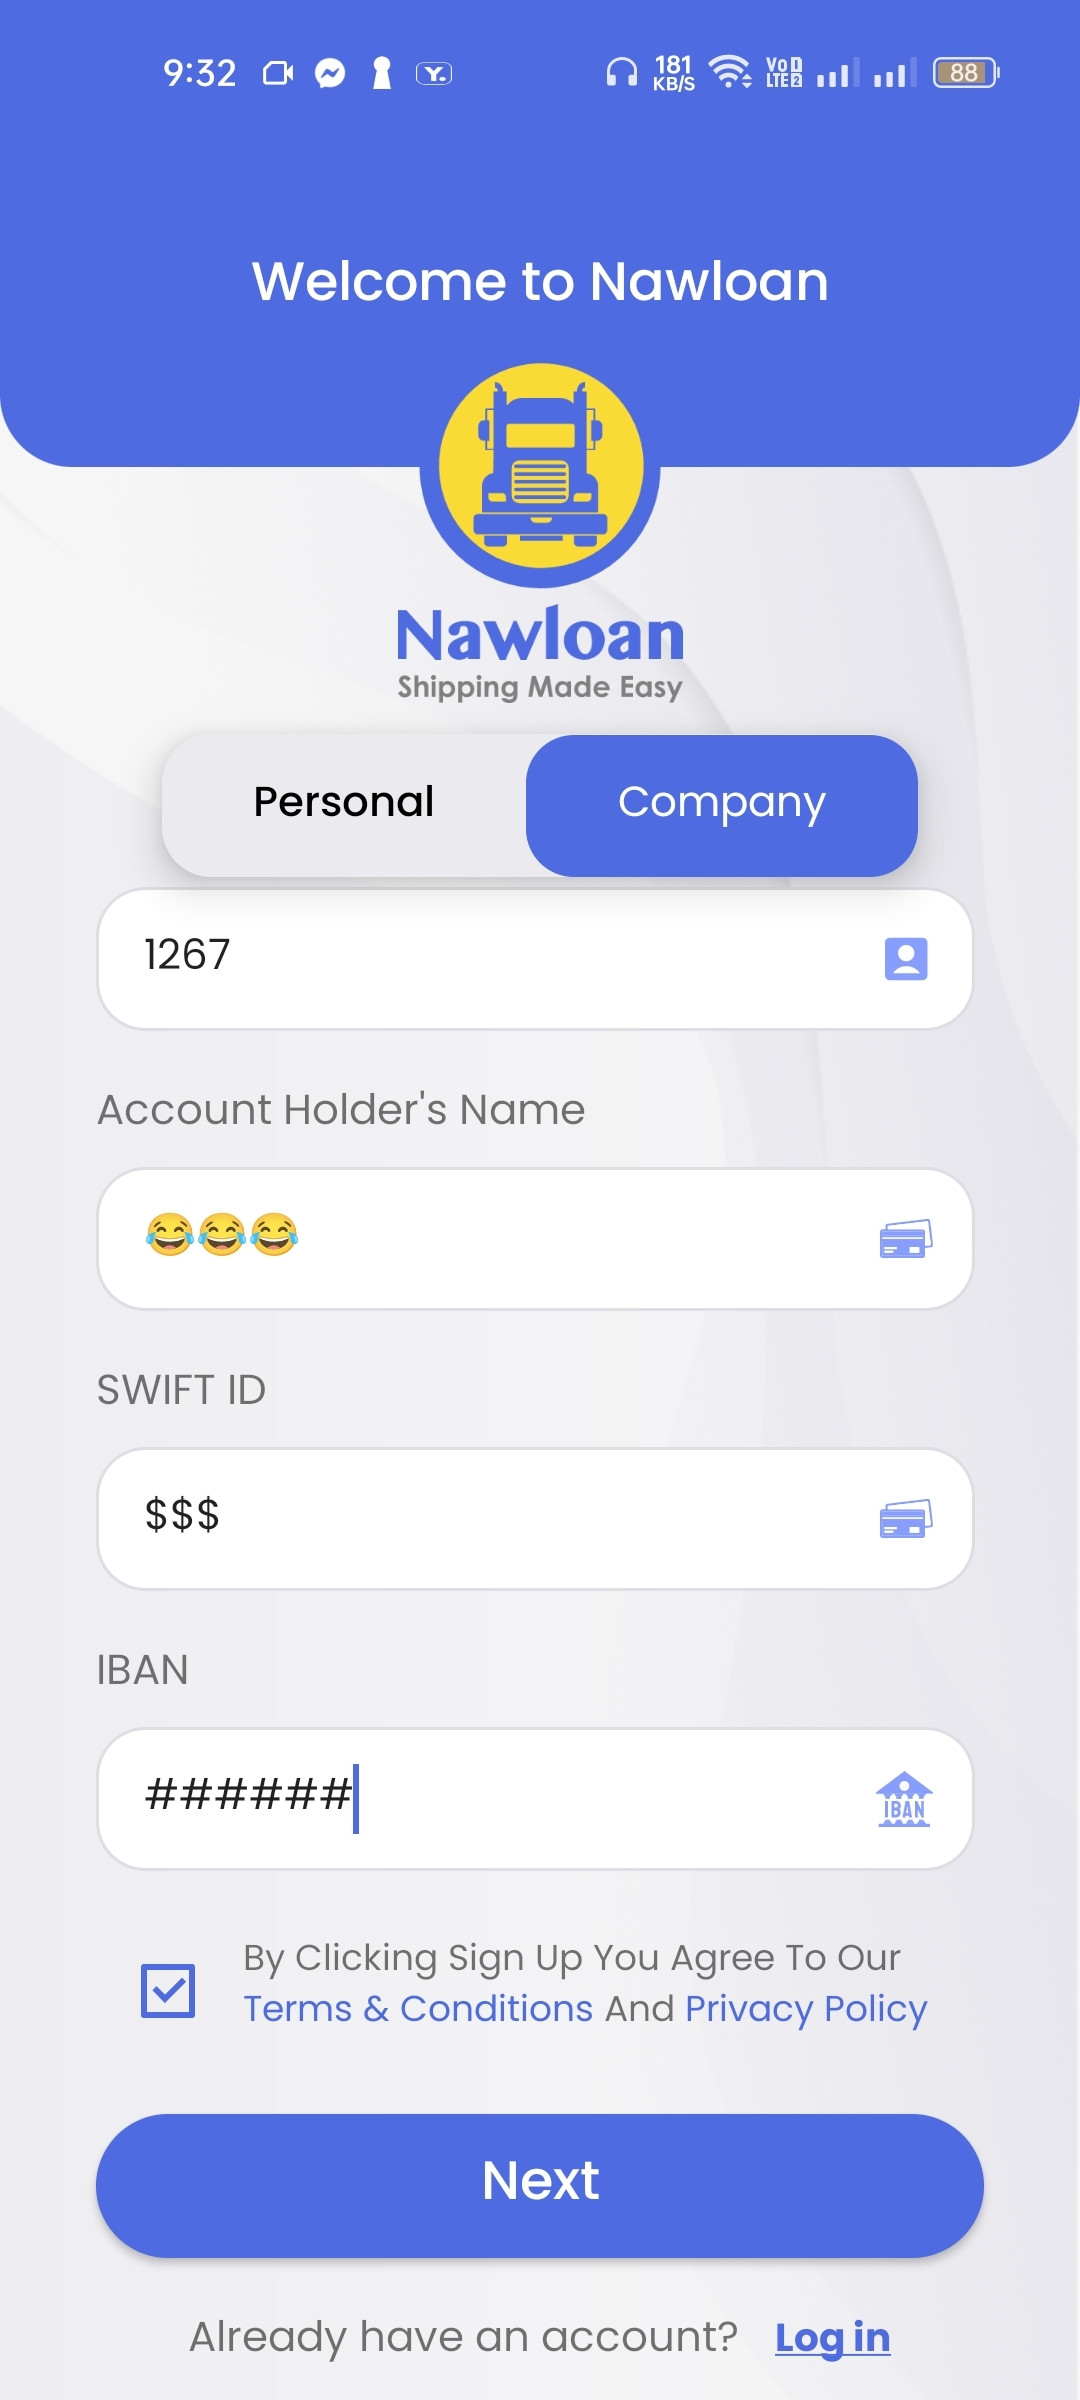 9:32 Y. 181 KB/S VoD LTE 2 88
Welcome to Nawloan
Nawloan
Shipping Made Easy
Personal Company
1267
Account Holder's Name
😂😂😂
SWIFT ID
$$$
IBAN
######
IBAN
By Clicking Sign Up You Agree To Our
Terms & Conditions And Privacy Policy
Next
Already have an account? Log in